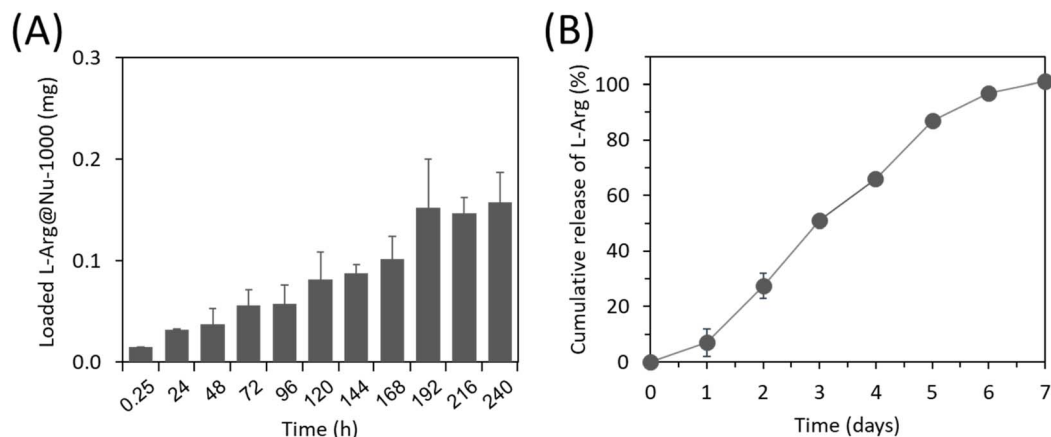 (A)
Loaded L-Arg@Nu-1000 (mg)
0.3
0.2
0.1
0.0
0.25 24 48 72 96 120 144 168 192 216 240
Time (h)
(B)
Cumulative release of L-Arg (%)
100
80
60
40
20
0
0 1 2 3 4 5 6 7
Time (days)